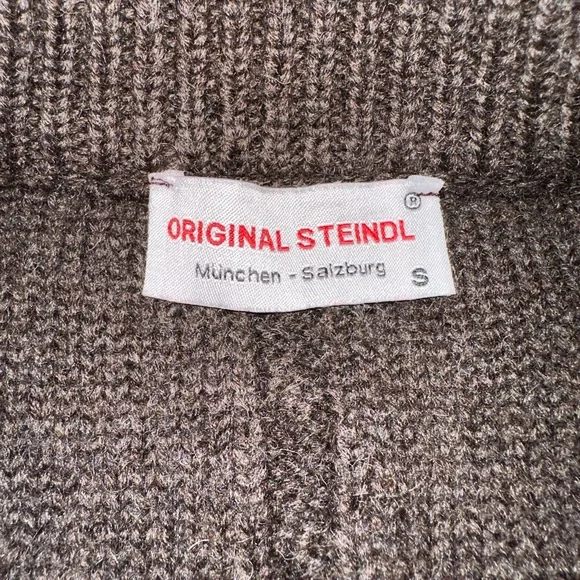 ORIGINAL STEINDL ®
München - Salzburg S